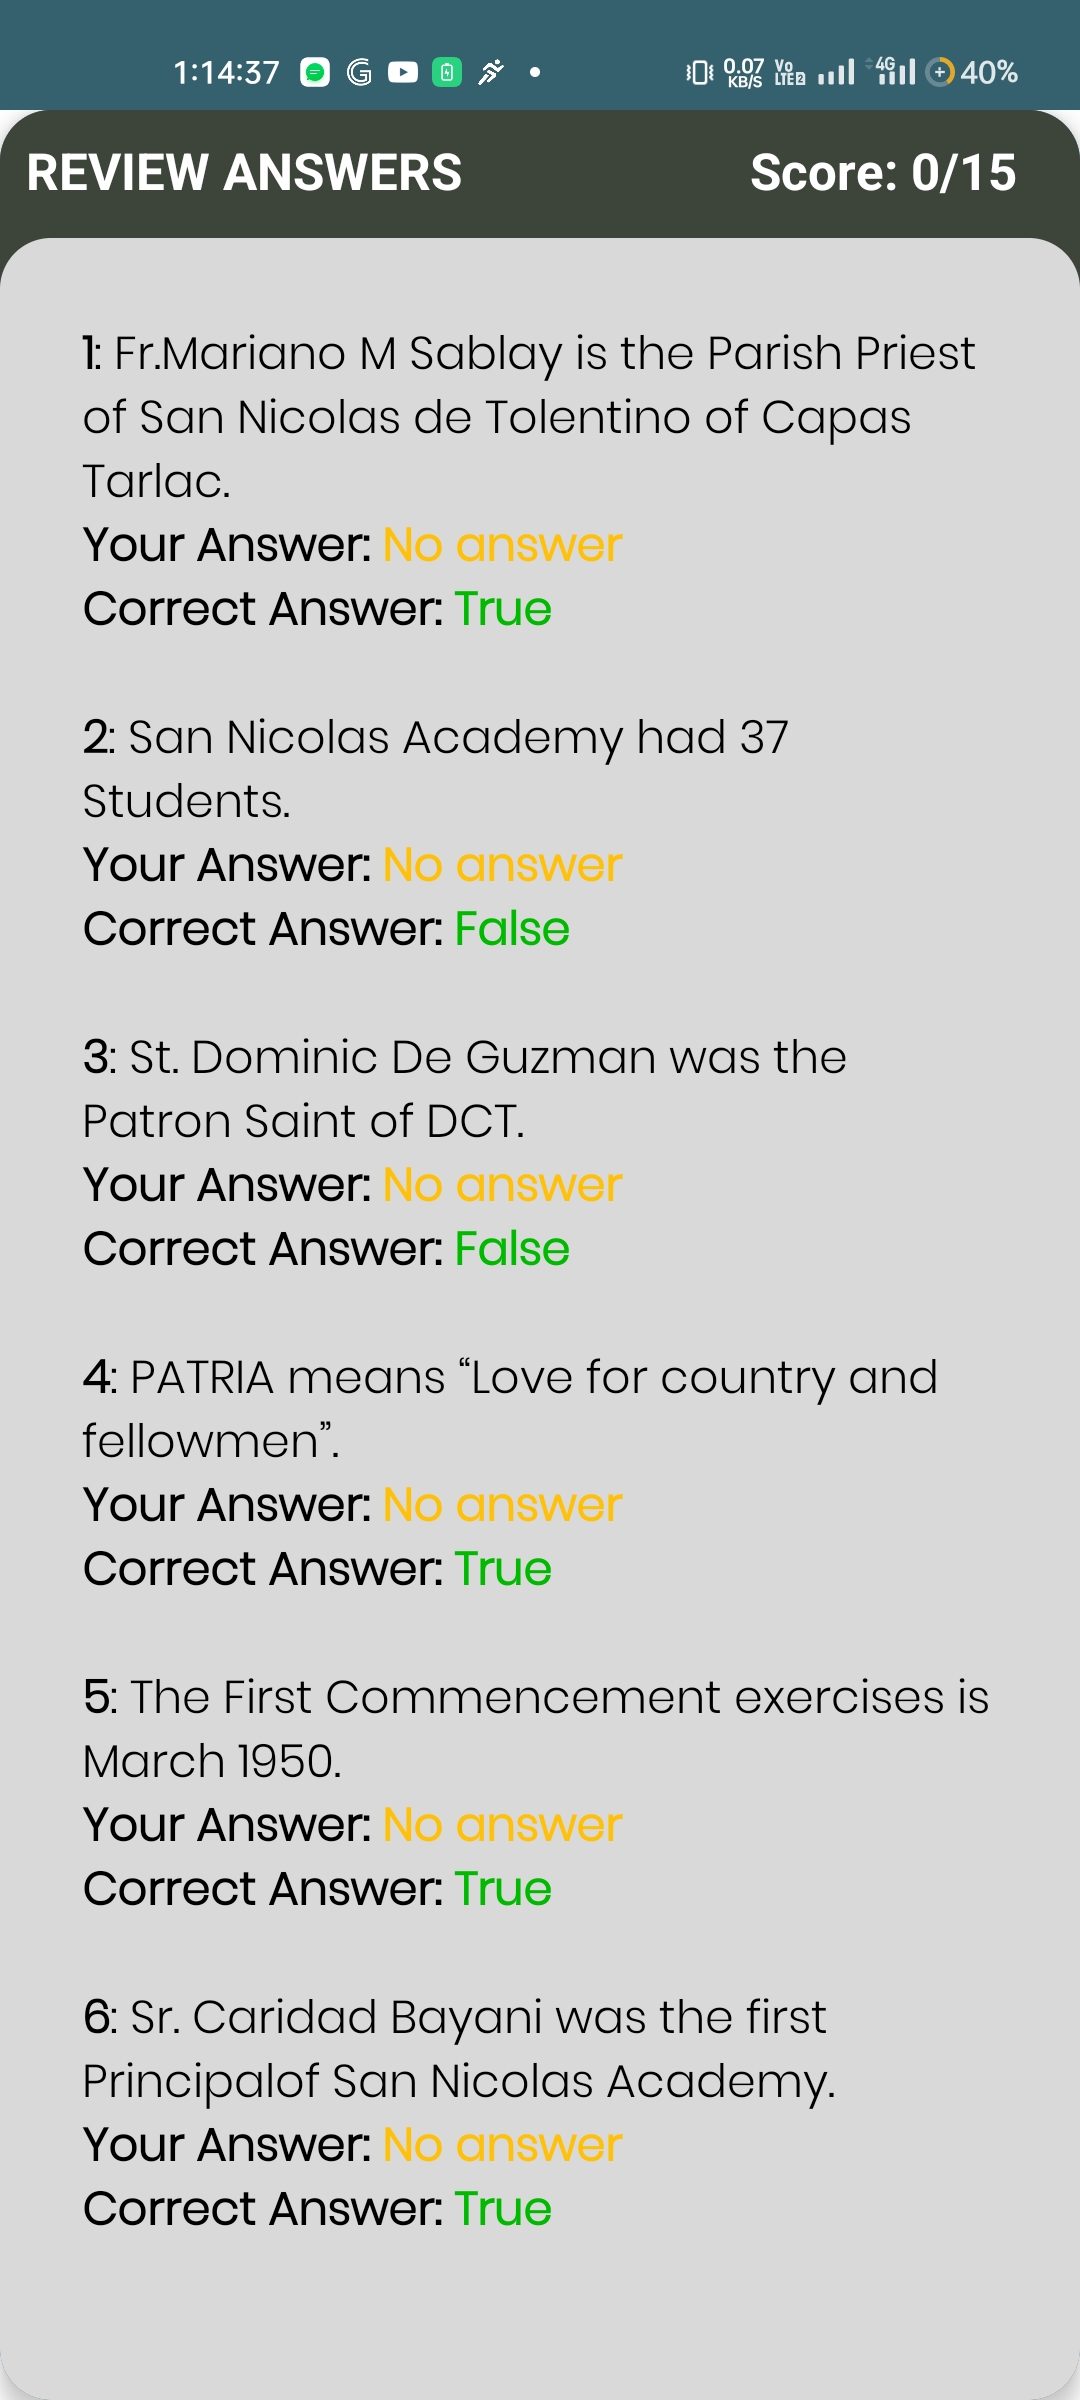 1:14:37 0.07 KB/S Vo LTE2 4G 40%
REVIEW ANSWERS Score: 0/15
1: Fr.Mariano M Sablay is the Parish Priest
of San Nicolas de Tolentino of Capas
Tarlac.
Your Answer: No answer
Correct Answer: True
2: San Nicolas Academy had 37
Students.
Your Answer: No answer
Correct Answer: False
3: St. Dominic De Guzman was the
Patron Saint of DCT.
Your Answer: No answer
Correct Answer: False
4: PATRIA means “Love for country and
fellowmen”.
Your Answer: No answer
Correct Answer: True
5: The First Commencement exercises is
March 1950.
Your Answer: No answer
Correct Answer: True
6: Sr. Caridad Bayani was the first
Principalof San Nicolas Academy.
Your Answer: No answer
Correct Answer: True